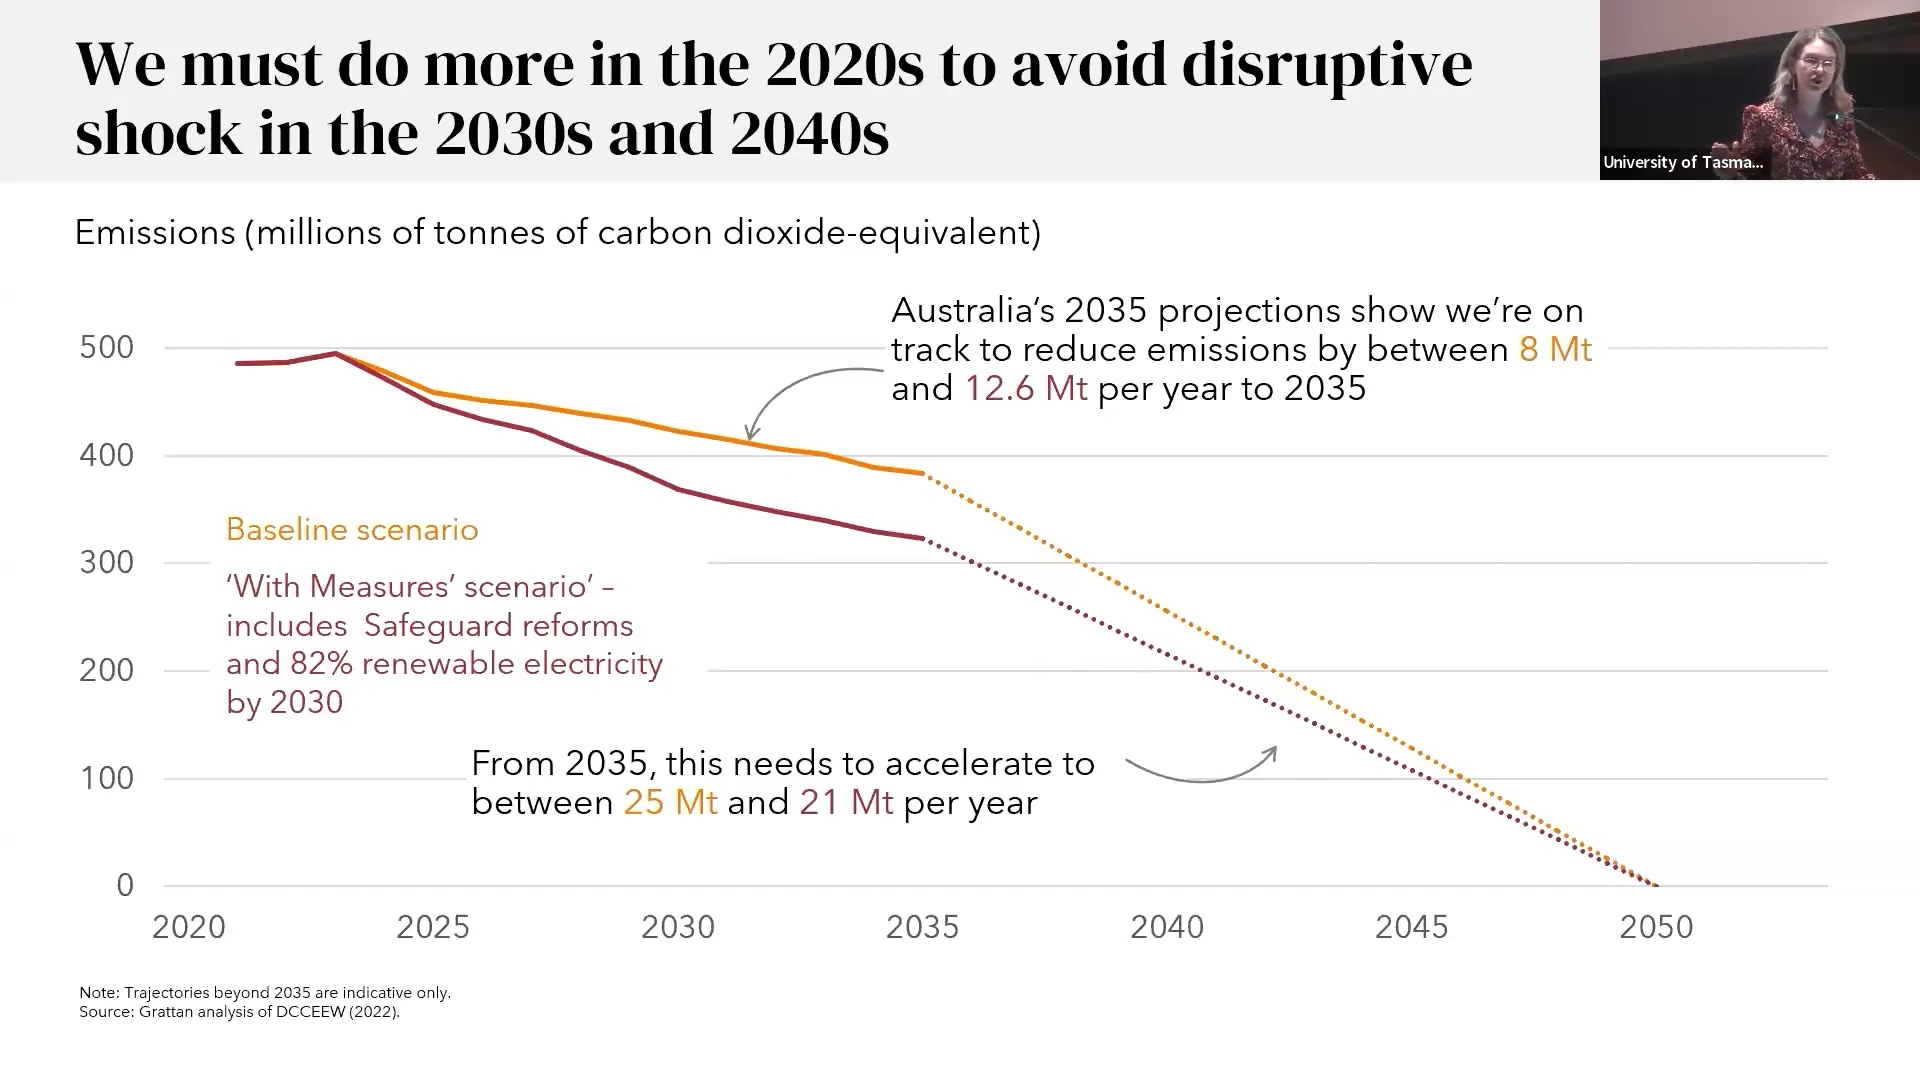 We must do more in the 2020s to avoid disruptive
shock in the 2030s and 2040s
University of Tasma...
Emissions (millions of tonnes of carbon dioxide-equivalent)
Australia's 2035 projections show we're on
track to reduce emissions by between 8 Mt
and 12.6 Mt per year to 2035
500
400
300
200
100
0
Baseline scenario
‘With Measures’ scenario’ –
includes Safeguard reforms
and 82% renewable electricity
by 2030
From 2035, this needs to accelerate to
between 25 Mt and 21 Mt per year
2020 2025 2030 2035 2040 2045 2050
Note: Trajectories beyond 2035 are indicative only.
Source: Grattan analysis of DCCEEW (2022).